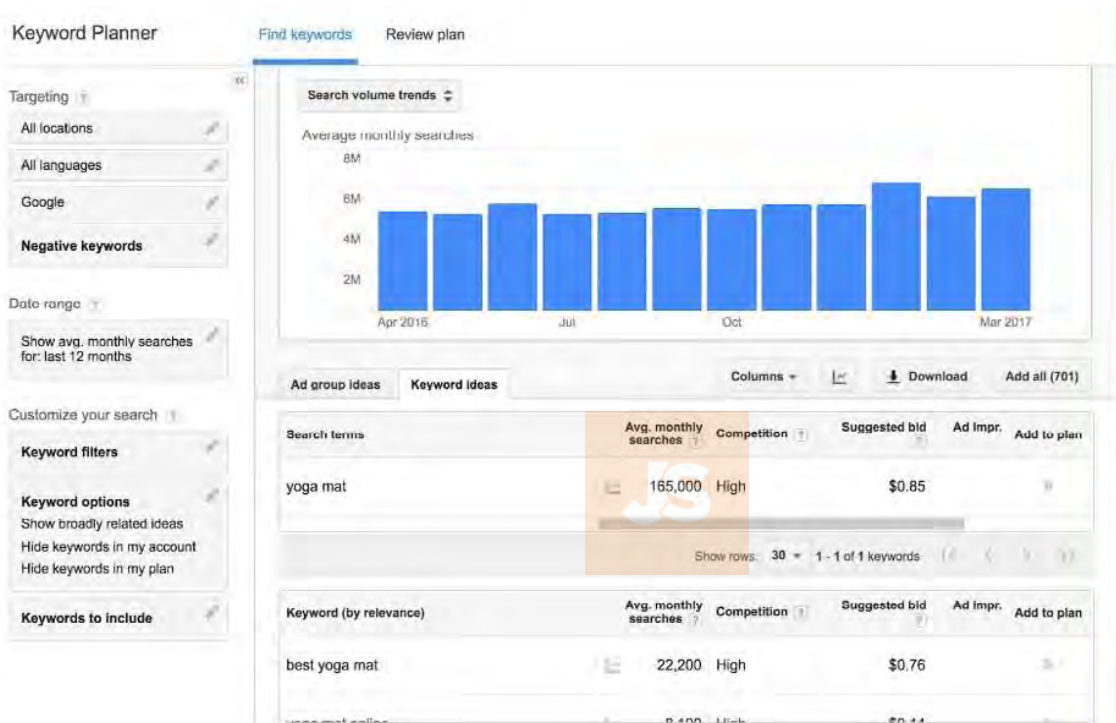 Keyword Planner
Find keywords
Review plan
Targeting ?
All locations
All languages
Google
Negative keywords
Date range ?
Show avg. monthly searches
for: last 12 months
Customize your search ?
Keyword filters
Keyword options
Show broadly related ideas
Hide keywords in my account
Hide keywords in my plan
Keywords to include
Search volume trends
Average monthly searches
8M
6M
4M
2M
Apr 2016 Jul Oct Mar 2017
Ad group ideas Keyword ideas Columns Download Add all (701)
Search terms Avg. monthly searches ? Competition ? Suggested bid ? Ad impr. Add to plan
yoga mat 165,000 High $0.85 »
JS
Show rows: 30 1 - 1 of 1 keywords
Keyword (by relevance) Avg. monthly searches ? Competition ? Suggested bid ? Ad impr. Add to plan
best yoga mat 22,200 High $0.76 »